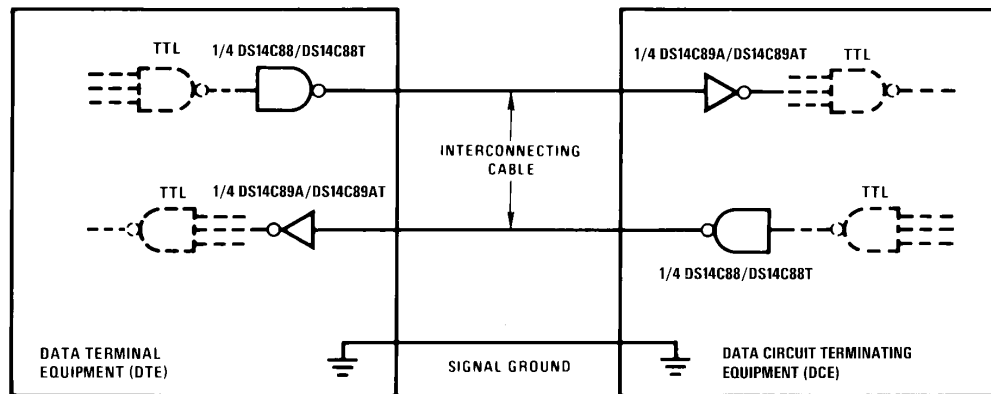 TTL
1/4 DS14C88/DS14C88T
1/4 DS14C89A/DS14C89AT
TTL
INTERCONNECTING
CABLE
TTL
1/4 DS14C89A/DS14C89AT
TTL
1/4 DS14C88/DS14C88T
DATA TERMINAL
EQUIPMENT (DTE)
SIGNAL GROUND
DATA CIRCUIT TERMINATING
EQUIPMENT (DCE)